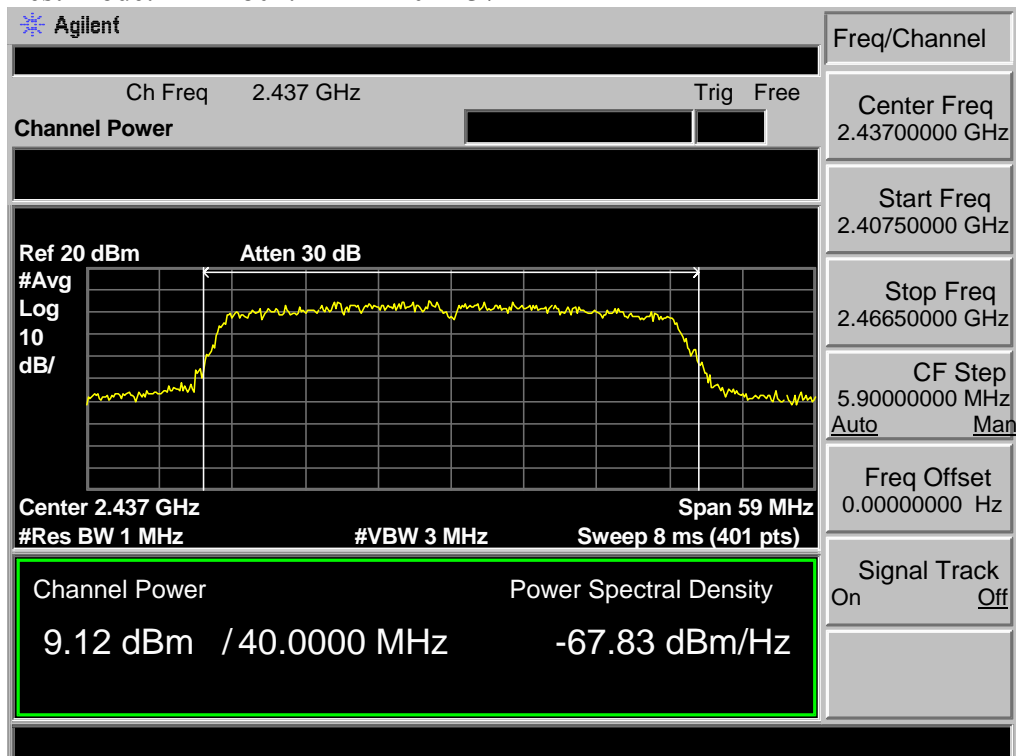 Agilent
Freq/Channel
Ch Freq 2.437 GHz Trig Free
Channel Power
Center Freq
2.43700000 GHz
Start Freq
2.40750000 GHz
Stop Freq
2.46650000 GHz
CF Step
5.90000000 MHz
Auto Man
Freq Offset
0.00000000 Hz
Signal Track
On Off
Ref 20 dBm Atten 30 dB
#Avg
Log
10
dB/
Center 2.437 GHz Span 59 MHz
#Res BW 1 MHz #VBW 3 MHz Sweep 8 ms (401 pts)
Channel Power Power Spectral Density
9.12 dBm / 40.0000 MHz -67.83 dBm/Hz